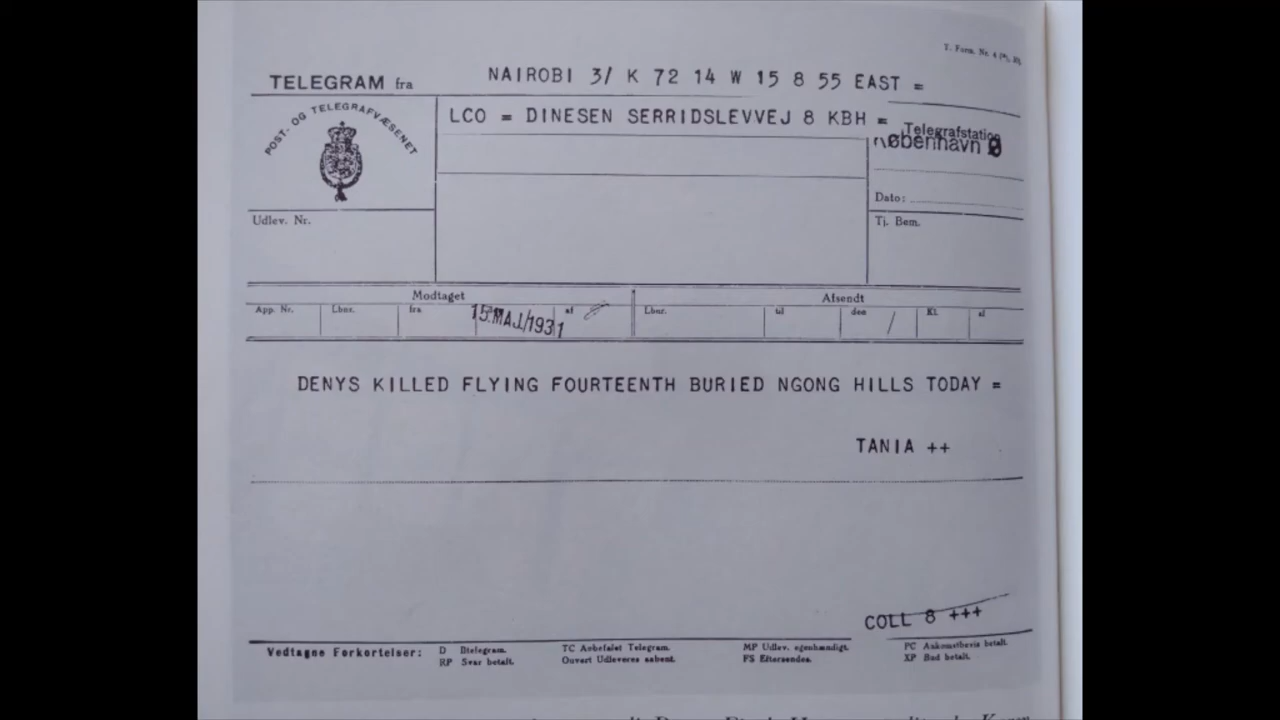 T. Form. Nr. 4
TELEGRAM fra NAIROBI 3/ K 72 14 W 15 8 55 EAST =
POST- OG TELEGRAFVÆSENET
LCO = DINESEN SERRIDSLEVVEJ 8 KBH =
Telegrafstation
København Ø
Dato:
Udlev. Nr.
Tj. Bem.
Modtaget Afsendt
App. Nr. Lbnr. fra 15.MAJ/1931 af Lbnr. til den / Kl. af
DENYS KILLED FLYING FOURTEENTH BURIED NGONG HILLS TODAY =
TANIA ++
COLL 8 +++
Vedtagne Forkortelser: D Iltelegram. TC Anbefalet Telegram. MP Udlev. egenhændigt. PC Ankomstbevis betalt.
RP Svar betalt. Ouvert Udleveres aabent. FS Eftersendes. XP Bud betalt.